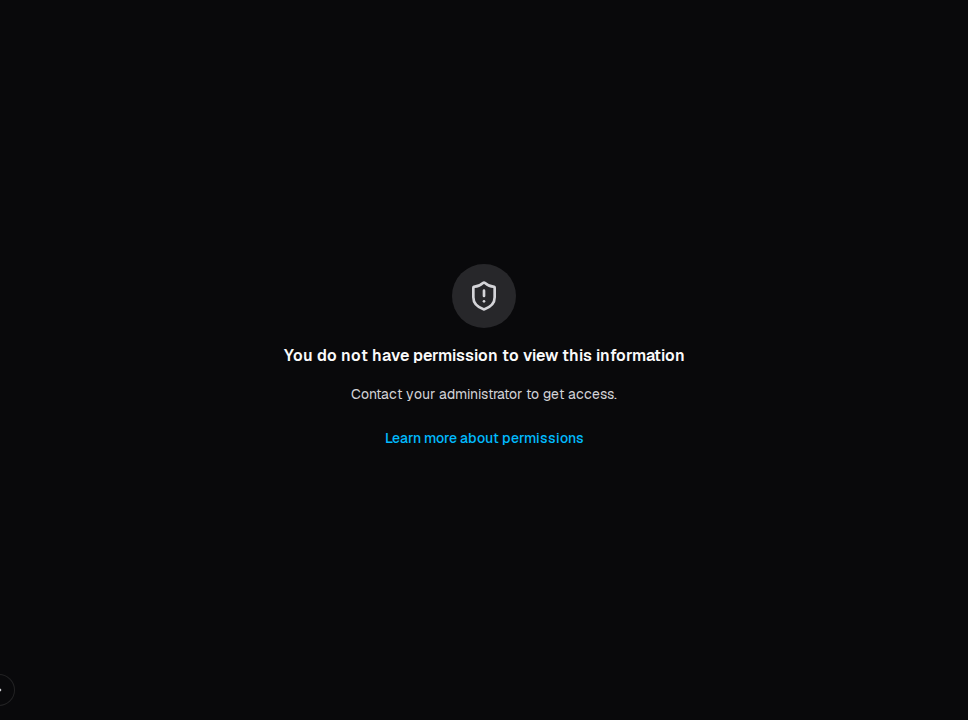 You do not have permission to view this information
Contact your administrator to get access.
Learn more about permissions